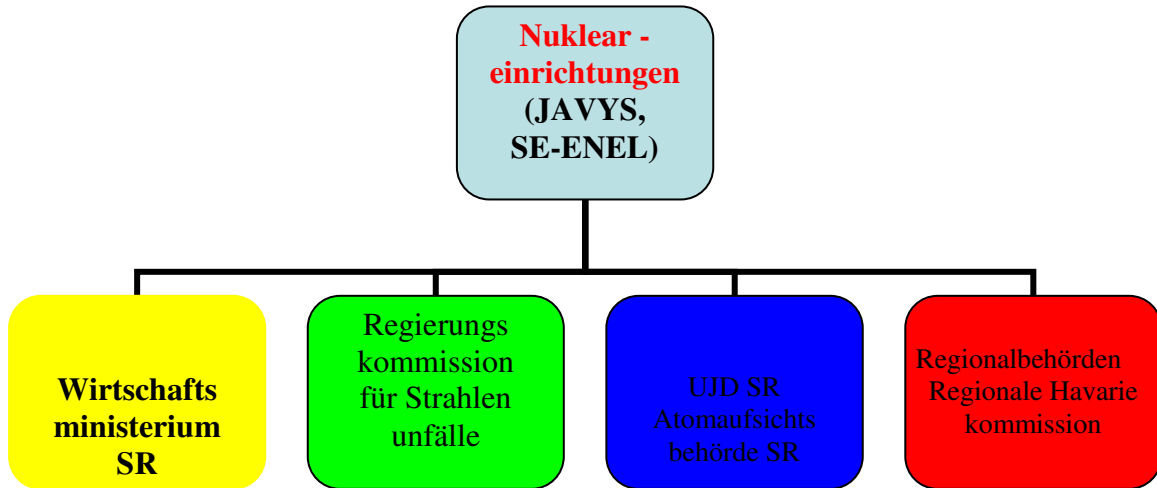 Nuklear -
einrichtungen
(JAVYS,
SE-ENEL)
Wirtschafts
ministerium
SR
Regierungs
kommission
für Strahlen
unfälle
UJD SR
Atomaufsichts
behörde SR
Regionalbehörden
Regionale Havarie
kommission